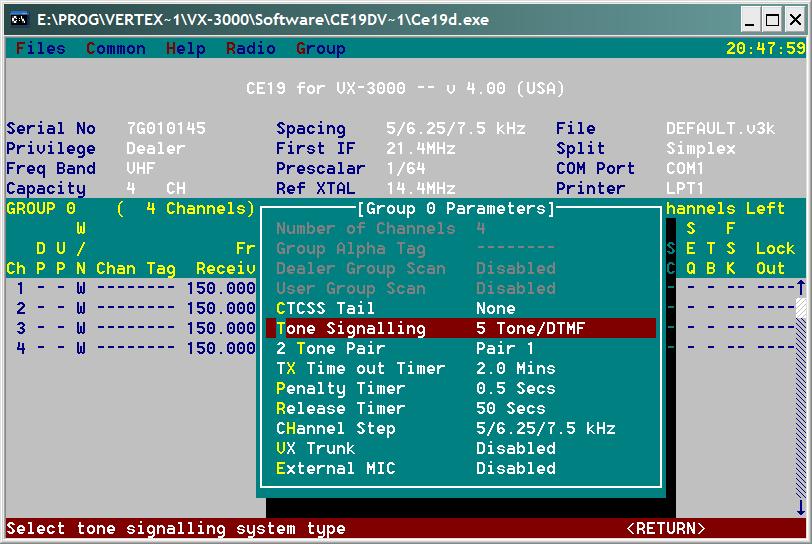 E:\PROG\VERTEX~1\VX-3000\Software\CE19DV~1\Ce19d.exe
Files Common Help Radio Group 20:47:59
CE19 for VX-3000 -- v 4.00 (USA)
Serial No 7G010145 Spacing 5/6.25/7.5 kHz File DEFAULT.v3k
Privilege Dealer First IF 21.4MHz Split Simplex
Freq Band VHF Prescalar 1/64 COM Port COM1
Capacity 4 CH Ref XTAL 14.4MHz Printer LPT1
GROUP 0 ( 4 Channels) [Group 0 Parameters] hannels Left
W Number of Channels 4 S F
D U / Fr Group Alpha Tag -------- S E T S Lock
Ch P P N Chan Tag Receiv Dealer Group Scan Disabled C Q B K Out
1 - - W -------- 150.000 User Group Scan Disabled - - - - ----
2 - - W -------- 150.000 CTCSS Tail None - - - - ----
3 - - W -------- 150.000 Tone Signalling 5 Tone/DTMF - - - - ----
4 - - W -------- 150.000 2 Tone Pair Pair 1 - - - - ----
TX Time out Timer 2.0 Mins
Penalty Timer 0.5 Secs
Release Timer 50 Secs
CHannel Step 5/6.25/7.5 kHz
VX Trunk Disabled
External MIC Disabled
Select tone signalling system type <RETURN>